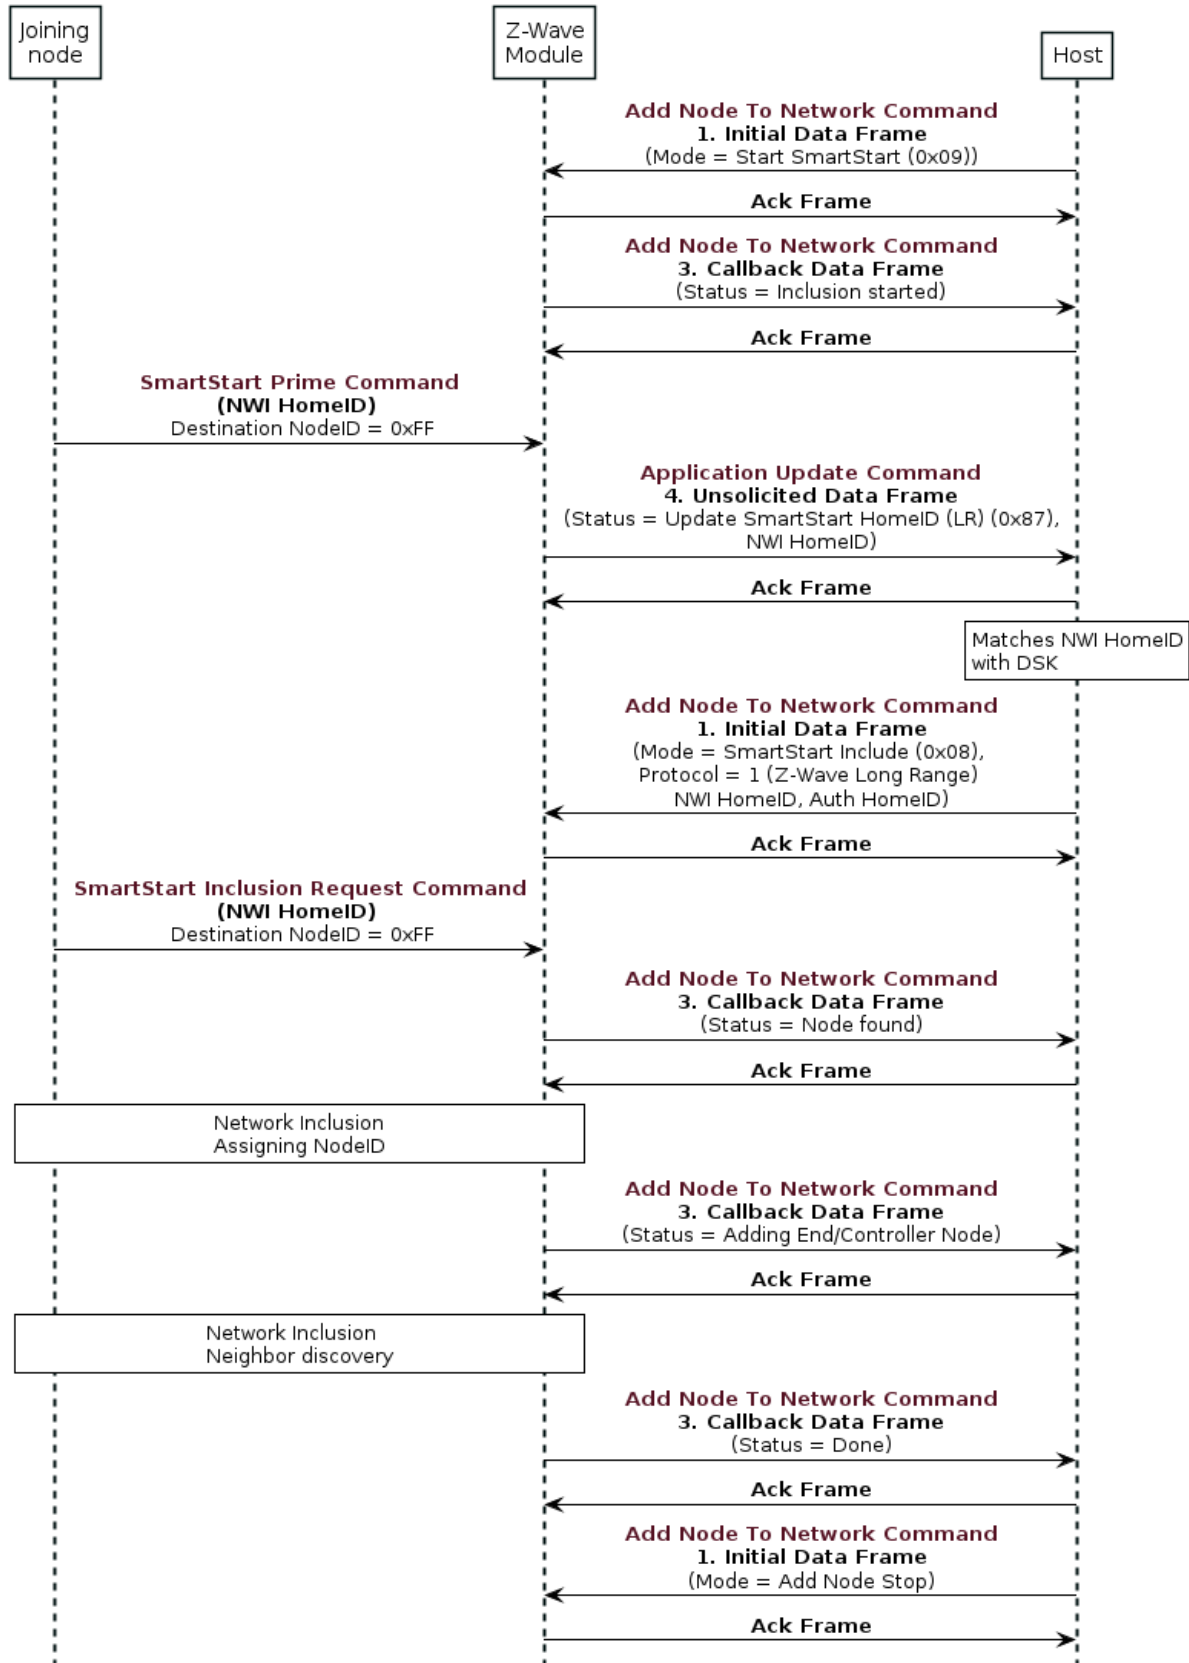 Joining
node
Z-Wave
Module
Host
Add Node To Network Command
1. Initial Data Frame
(Mode = Start SmartStart (0x09))
Ack Frame
Add Node To Network Command
3. Callback Data Frame
(Status = Inclusion started)
Ack Frame
SmartStart Prime Command
(NWI HomeID)
Destination NodeID = 0xFF
Application Update Command
4. Unsolicited Data Frame
(Status = Update SmartStart HomeID (LR) (0x87),
NWI HomeID)
Ack Frame
Matches NWI HomeID
with DSK
Add Node To Network Command
1. Initial Data Frame
(Mode = SmartStart Include (0x08),
Protocol = 1 (Z-Wave Long Range)
NWI HomeID, Auth HomeID)
Ack Frame
SmartStart Inclusion Request Command
(NWI HomeID)
Destination NodeID = 0xFF
Add Node To Network Command
3. Callback Data Frame
(Status = Node found)
Ack Frame
Network Inclusion
Assigning NodeID
Add Node To Network Command
3. Callback Data Frame
(Status = Adding End/Controller Node)
Ack Frame
Network Inclusion
Neighbor discovery
Add Node To Network Command
3. Callback Data Frame
(Status = Done)
Ack Frame
Add Node To Network Command
1. Initial Data Frame
(Mode = Add Node Stop)
Ack Frame